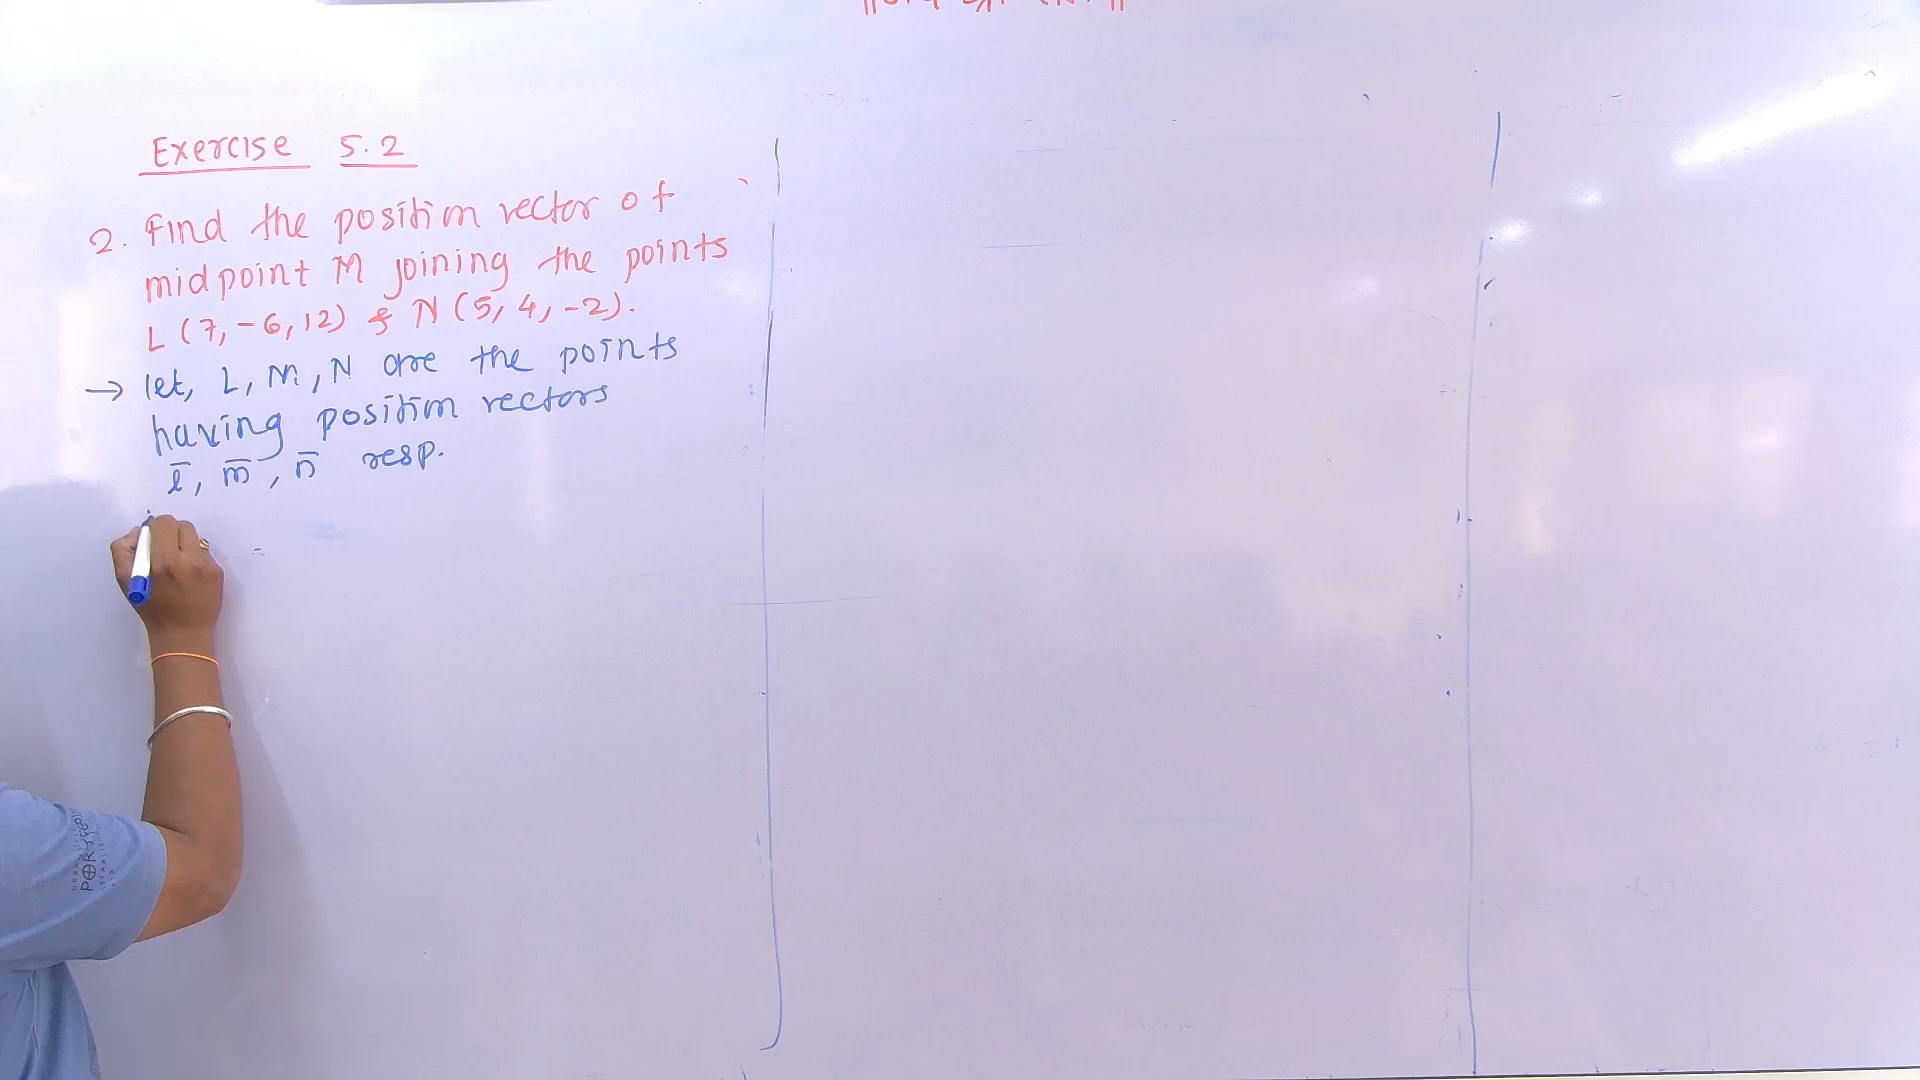 Exercise 5.2
2. Find the position vector of
midpoint M joining the points
L (7, -6, 12) & N (5, 4, -2).
→ let, L, M, N are the points
having position vectors
l̅, m̅, n̅ resp.